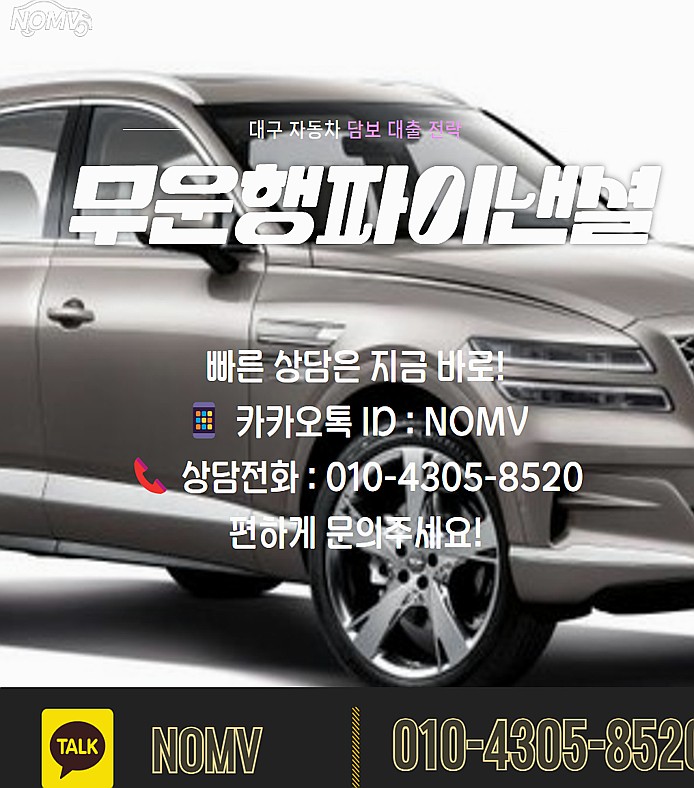 NOMV
대구 자동차 담보 대출 전략
무운행파이낸셜
빠른 상담은 지금 바로!
카카오톡 ID : NOMV
상담전화 : 010-4305-8520
편하게 문의주세요!
TALK NOMV 010-4305-8520